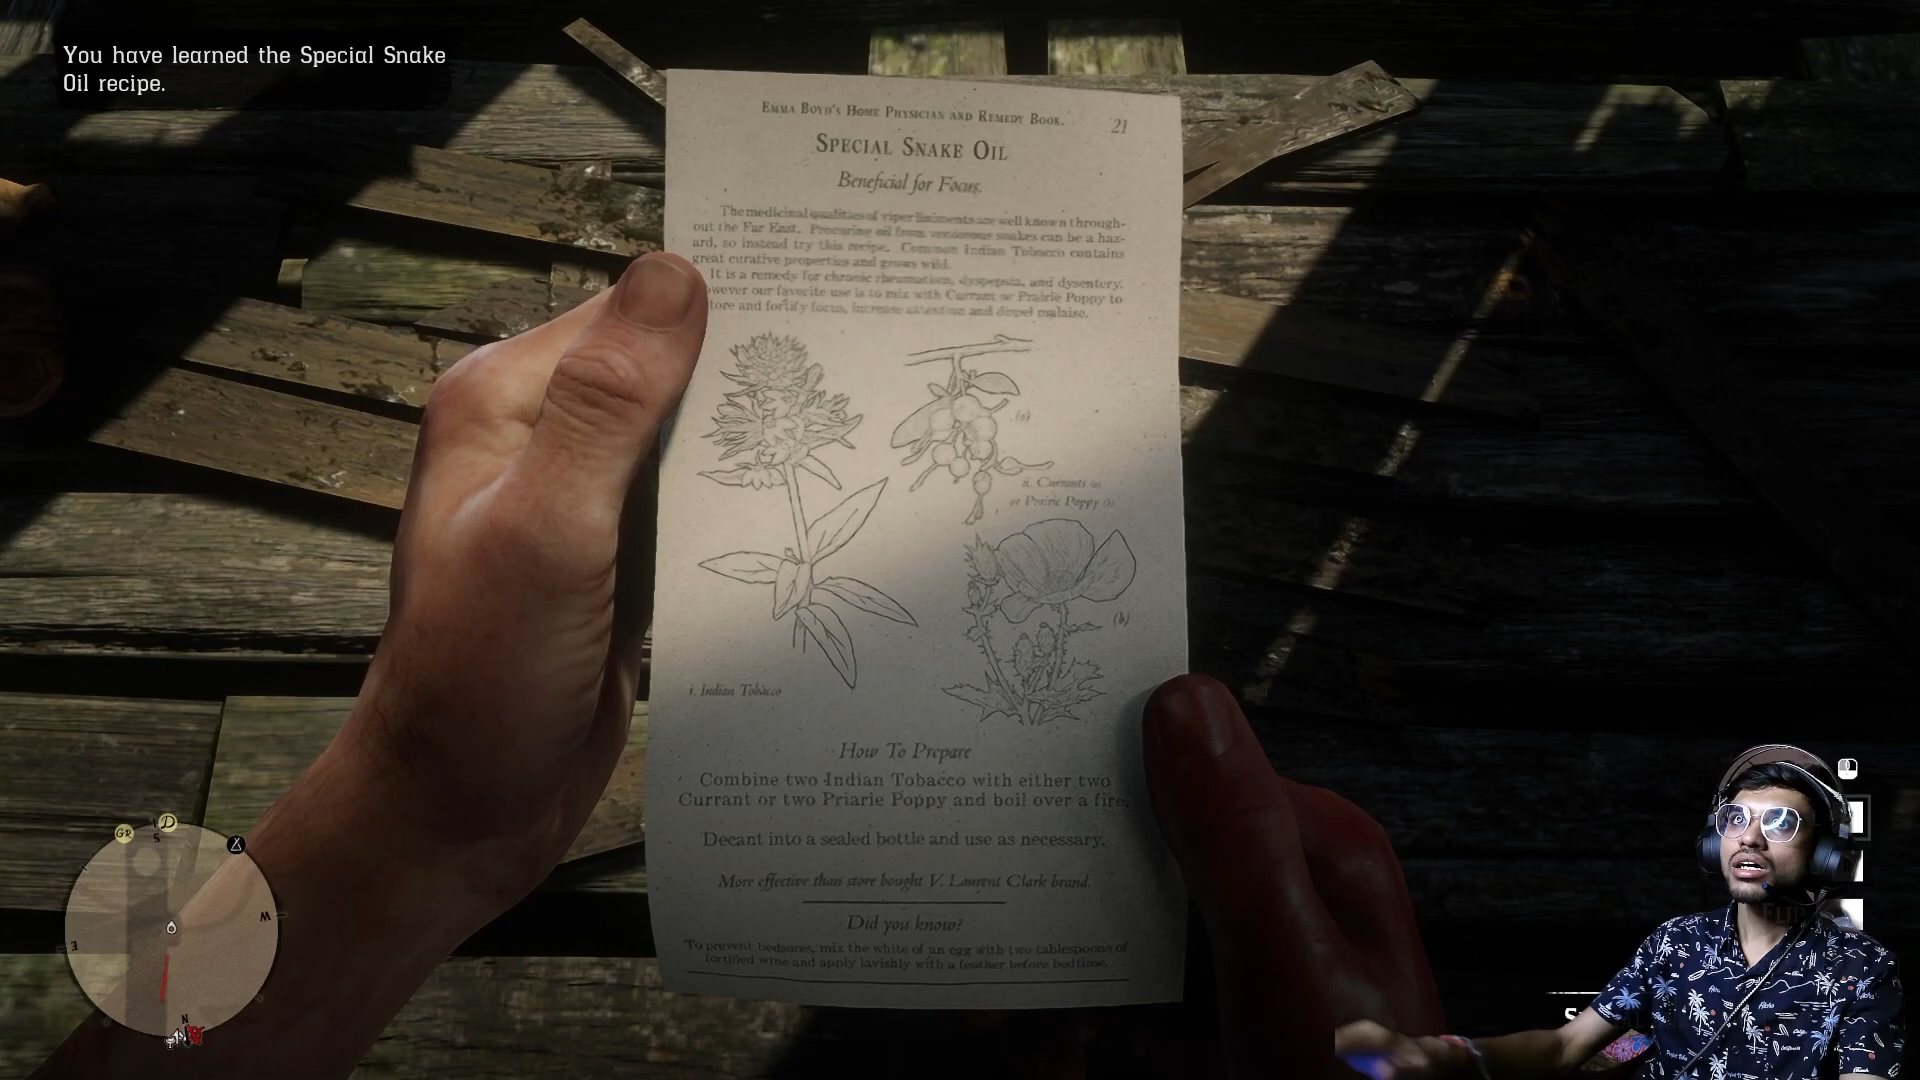 You have learned the Special Snake
Oil recipe.
Emma Boyd's Home Physician and Remedy Book.
21
Special Snake Oil
Beneficial for Focus.
The medicinal qualities of viper liniments are well known through-
out the Far East. Procuring oil from venomous snakes can be a haz-
ard, so instead try this recipe. Common Indian Tobacco contains
great curative properties and grows wild.
It is a remedy for chronic rheumatism, dyspepsia, and dysentery.
owever our favorite use is to mix with Currant or Prairie Poppy to
tore and fortify focus, increase attention and dispel malaise.
(a)
ii. Currants (a)
or Prairie Poppy (b)
(b)
i. Indian Tobacco
How To Prepare
Combine two Indian Tobacco with either two
Currant or two Priarie Poppy and boil over a fire.
Decant into a sealed bottle and use as necessary.
More effective than store bought V. Laurent Clark brand.
Did you know?
To prevent bedsores, mix the white of an egg with two tablespoons of
fortified wine and apply lavishly with a feather before bedtime.
GR
D
S
W
E
N